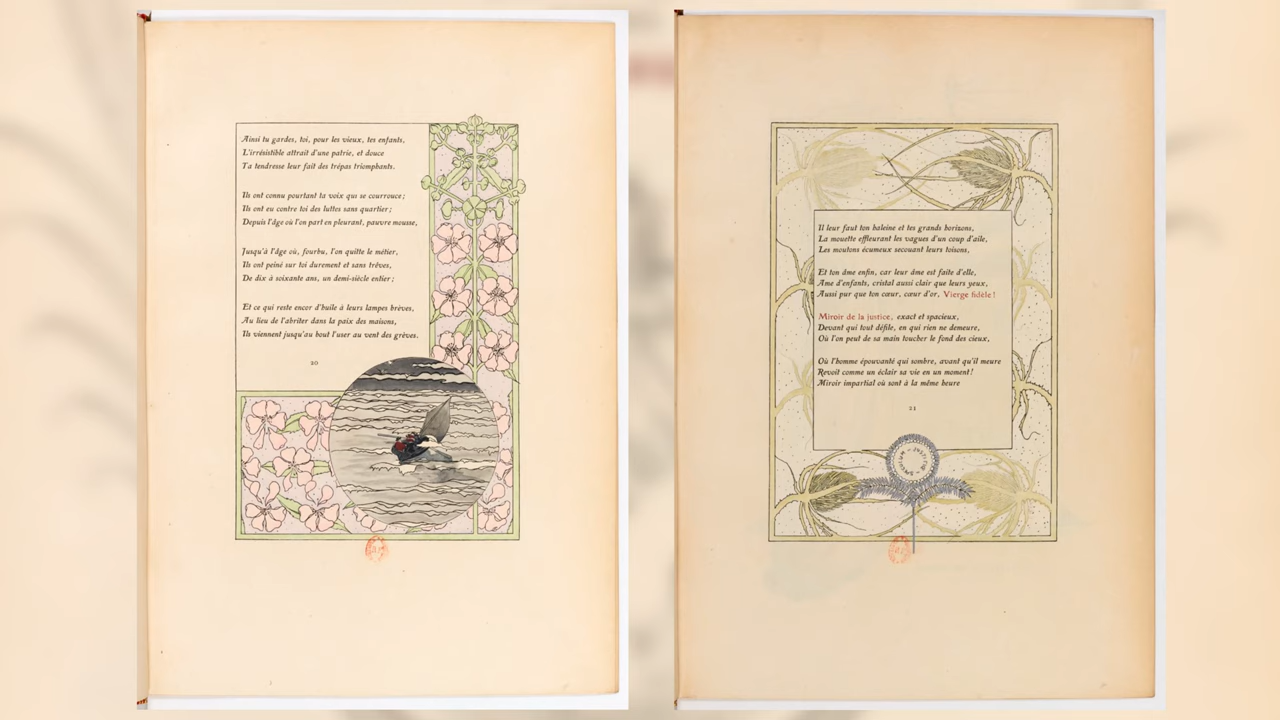 Ainsi tu gardes, toi, pour les vieux, tes enfants,
L'irrésistible attrait d'une patrie, et douce
Ta tendresse leur fait des trépas triomphants.
Ils ont connu pourtant ta voix qui se courrouce;
Ils ont eu contre toi des luttes sans quartier;
Depuis l'âge où l'on part en pleurant, pauvre mousse,
Jusqu'à l'âge où, fourbu, l'on quitte le métier,
Ils ont peiné sur toi durement et sans trêves,
De dix à soixante ans, un demi-siècle entier;
Et ce qui reste encor d'huile à leurs lampes brèves,
Au lieu de l'abriter dans la paix des maisons,
Ils viennent jusqu'au bout l'user au vent des grèves.
20
Il leur faut ton haleine et tes grands horizons,
La mouette effleurant les vagues d'un coup d'aile,
Les moutons écumeux secouant leurs toisons,
Et ton âme enfin, car leur âme est faite d'elle,
Ame d'enfants, cristal aussi clair que leurs yeux,
Aussi pur que ton cœur, cœur d'or, Vierge fidèle!
Miroir de la justice, exact et spacieux,
Devant qui tout défile, en qui rien ne demeure,
Où l'on peut de sa main toucher le fond des cieux,
Où l'homme épouvanté qui sombre, avant qu'il meure
Revoit comme un éclair sa vie en un moment!
Miroir impartial où sont à la même heure
21